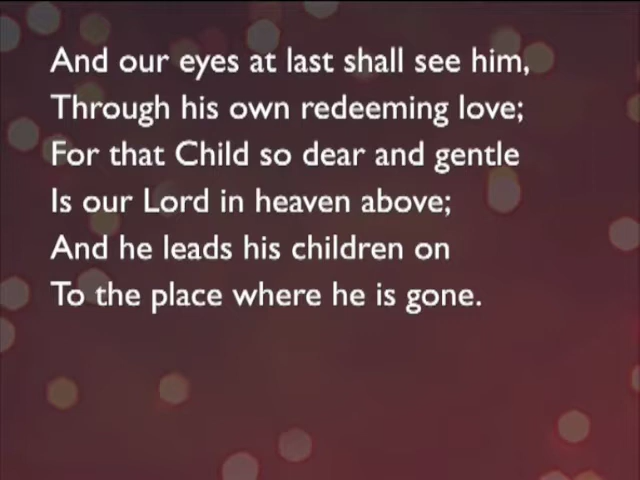 And our eyes at last shall see him,
Through his own redeeming love;
For that Child so dear and gentle
Is our Lord in heaven above;
And he leads his children on
To the place where he is gone.